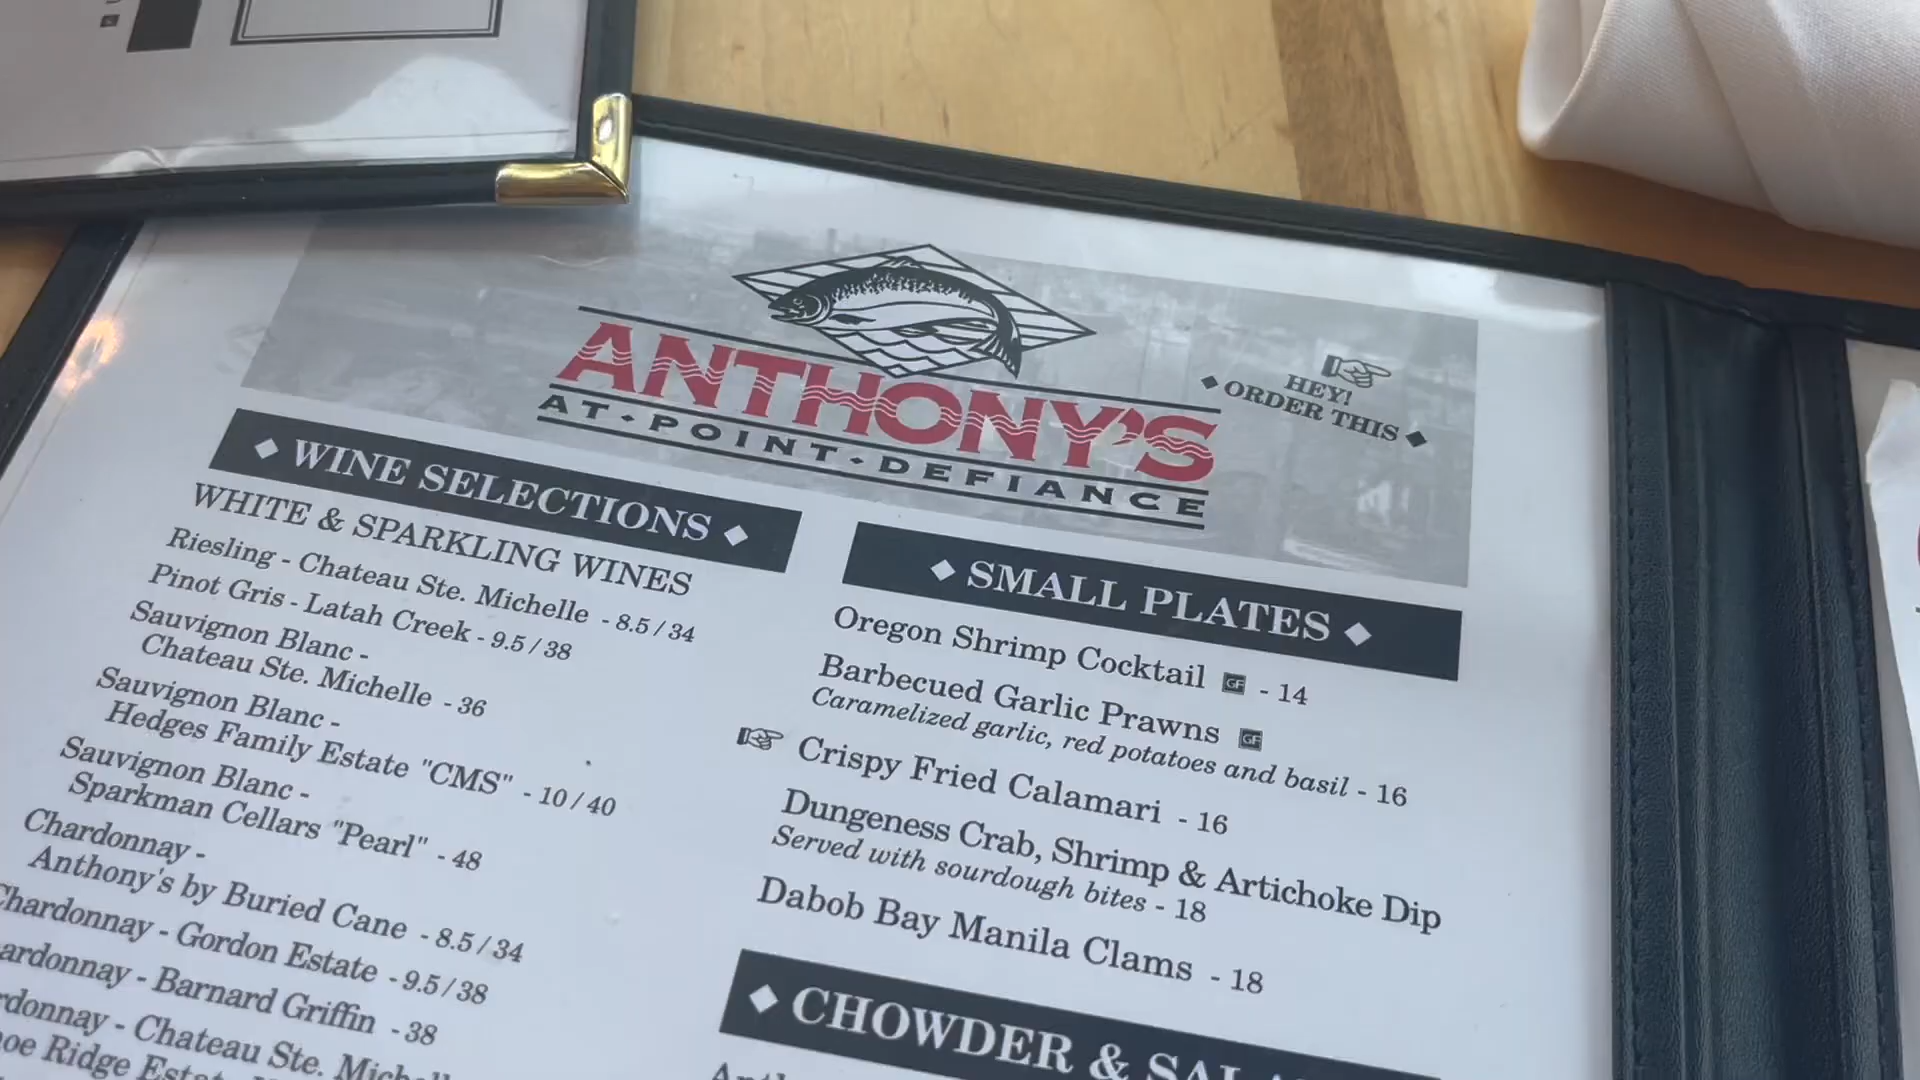 ANTHONY'S
AT · POINT · DEFIANCE
HEY!
ORDER THIS
WINE SELECTIONS
WHITE & SPARKLING WINES
Riesling - Chateau Ste. Michelle - 8.5 / 34
Pinot Gris - Latah Creek - 9.5 / 38
Sauvignon Blanc -
Chateau Ste. Michelle - 36
Sauvignon Blanc -
Hedges Family Estate "CMS" - 10 / 40
Sauvignon Blanc -
Sparkman Cellars "Pearl" - 48
Chardonnay -
Anthony's by Buried Cane - 8.5 / 34
Chardonnay - Gordon Estate - 9.5 / 38
ardonnay - Barnard Griffin - 38
rdonnay - Chateau Ste.
Ridge
SMALL PLATES
Oregon Shrimp Cocktail GF - 14
Barbecued Garlic Prawns GF
Caramelized garlic, red potatoes and basil - 16
Crispy Fried Calamari - 16
Dungeness Crab, Shrimp & Artichoke Dip
Served with sourdough bites - 18
Dabob Bay Manila Clams - 18
CHOWDER &